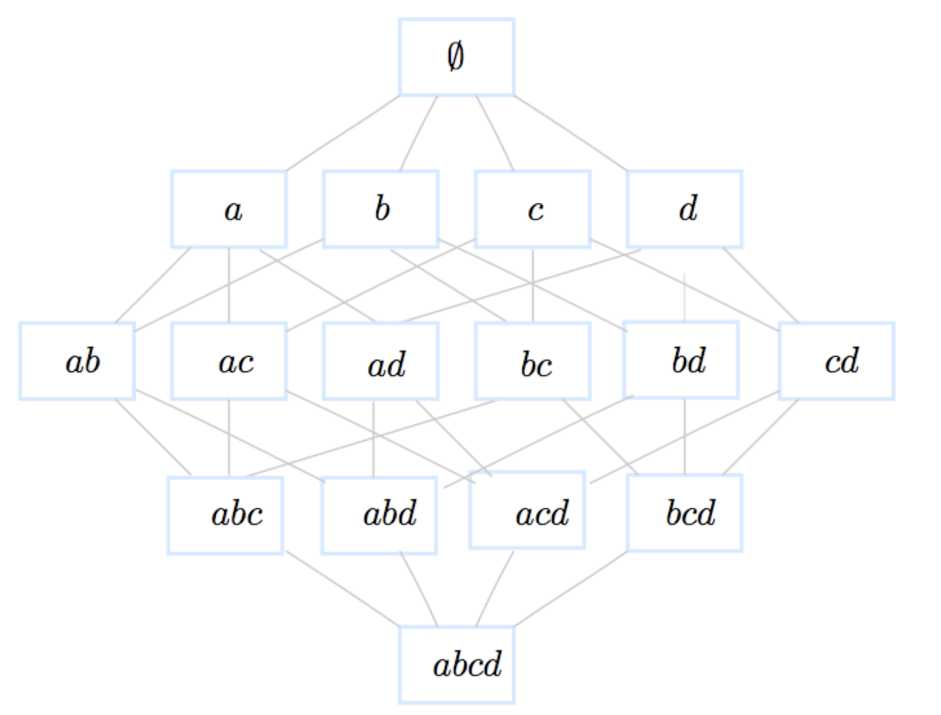 ∅
a b c d
ab ac ad bc bd cd
abc abd acd bcd
abcd